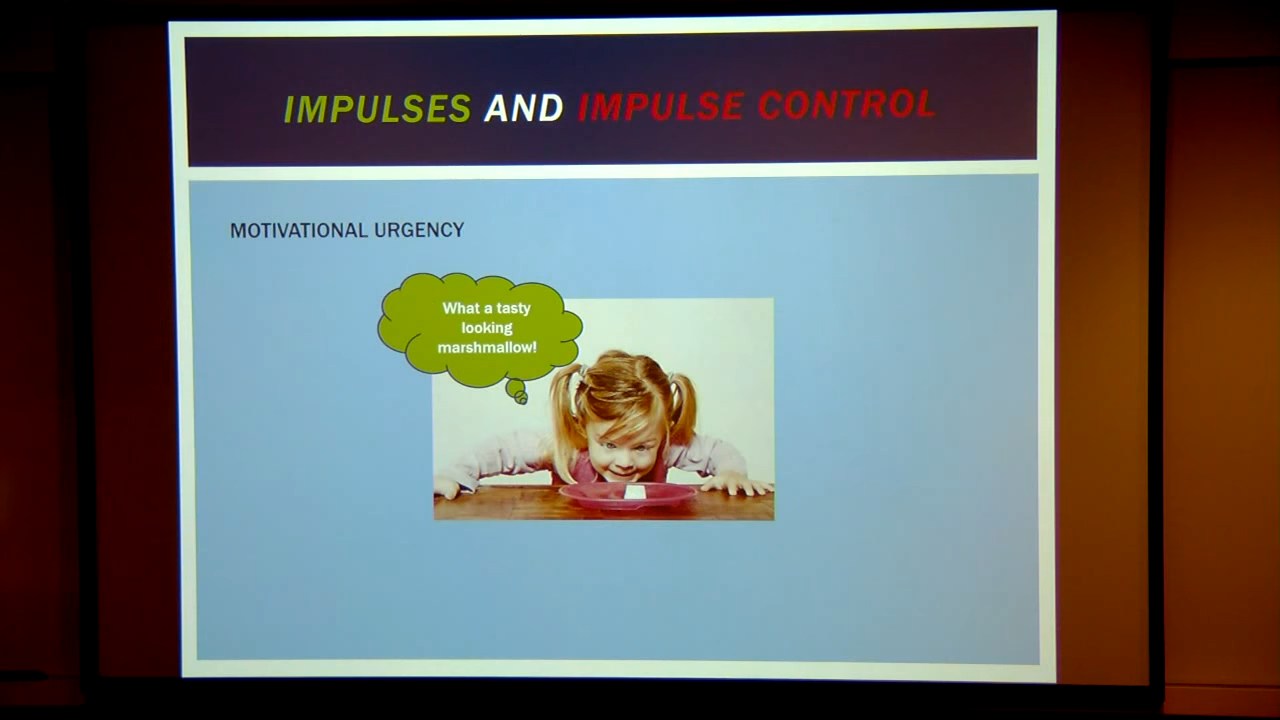 IMPULSES AND IMPULSE CONTROL
MOTIVATIONAL URGENCY
What a tasty
looking
marshmallow!